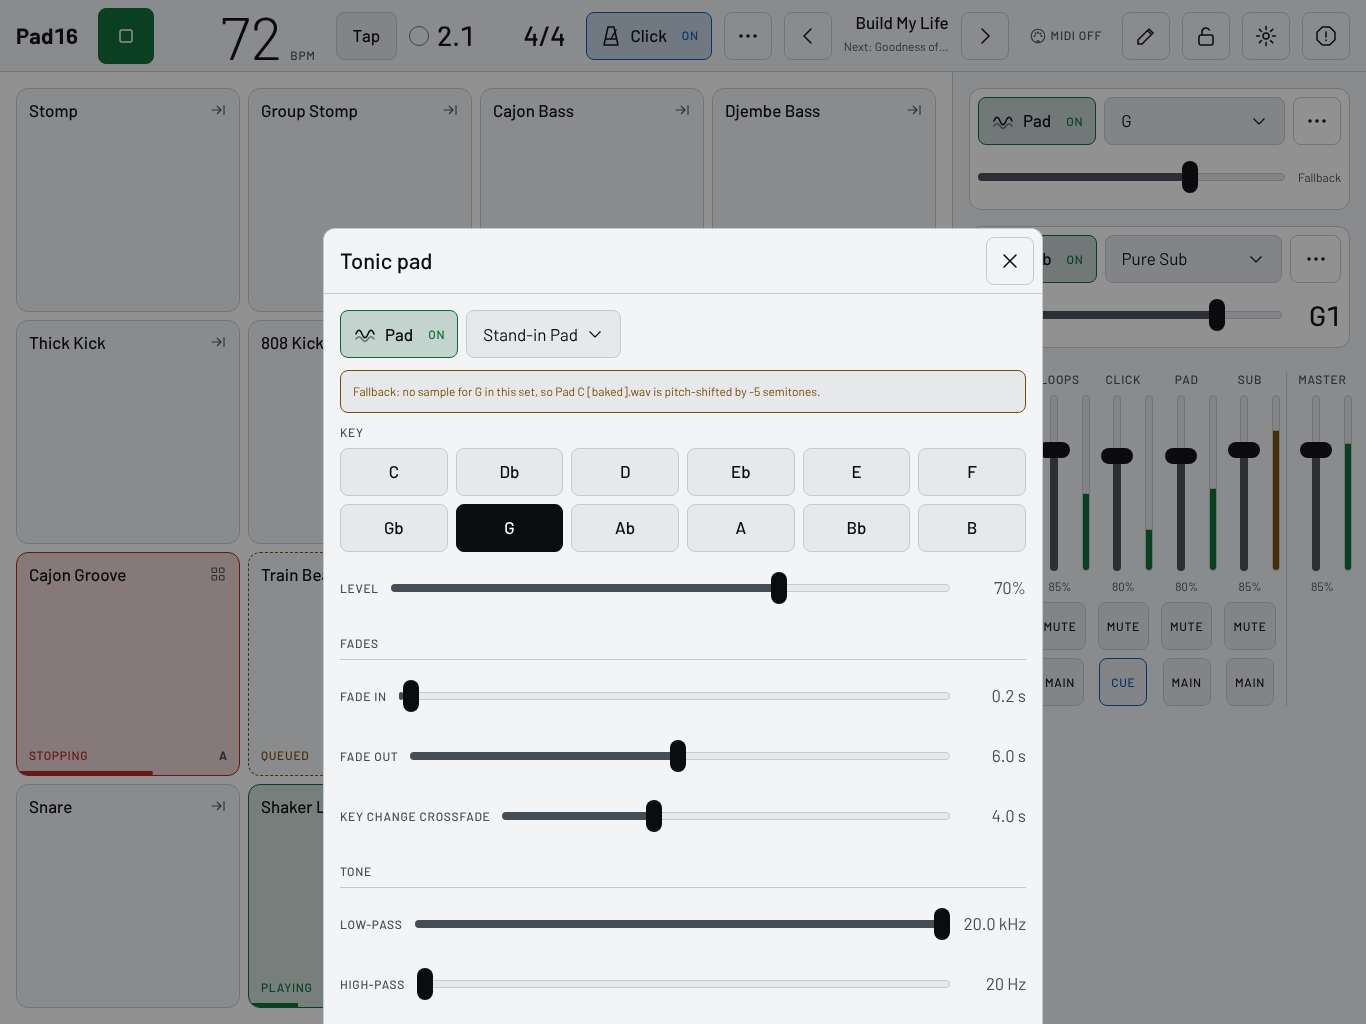 Pad16
72 BPM
Tap
2.1
4/4
Click ON
Build My Life
Next: Goodness of...
MIDI OFF
Stomp
Group Stomp
Cajon Bass
Djembe Bass
Pad ON
G
Fallback
Thick Kick
808 Kick
b ON
Pure Sub
G1
Cajon Groove
STOPPING
A
Train Bea
QUEUED
Snare
Shaker L
PLAYING
LOOPS
CLICK
PAD
SUB
MASTER
85%
80%
80%
85%
85%
MUTE
MUTE
MUTE
MUTE
MAIN
CUE
MAIN
MAIN
Tonic pad
Pad ON
Stand-in Pad
Fallback: no sample for G in this set, so Pad C [baked].wav is pitch-shifted by -5 semitones.
KEY
C
Db
D
Eb
E
F
Gb
G
Ab
A
Bb
B
LEVEL
70%
FADES
FADE IN
0.2 s
FADE OUT
6.0 s
KEY CHANGE CROSSFADE
4.0 s
TONE
LOW-PASS
20.0 kHz
HIGH-PASS
20 Hz